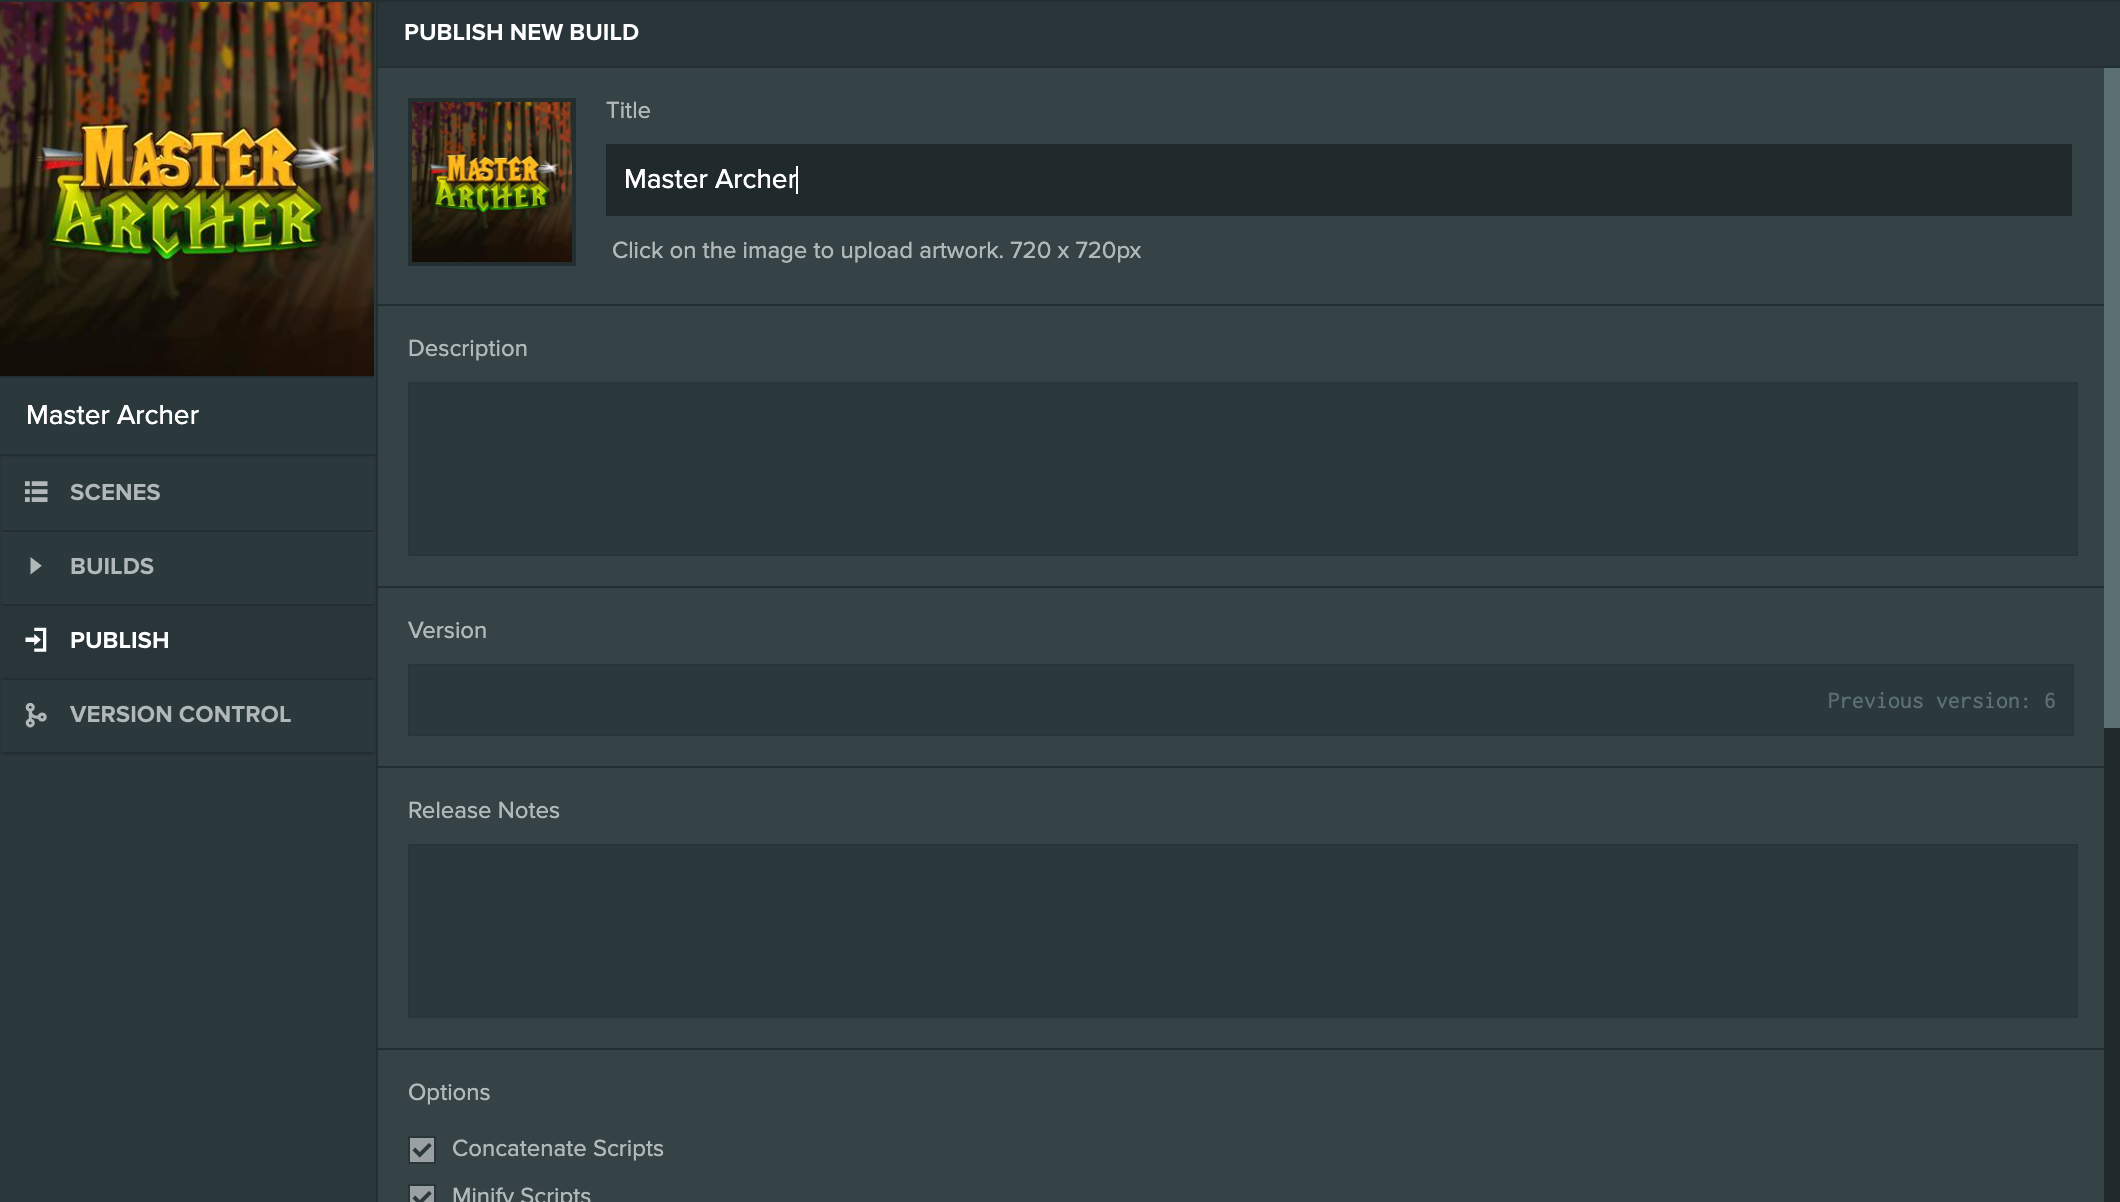 MASTER
ARCHER
Master Archer
SCENES
BUILDS
PUBLISH
VERSION CONTROL
PUBLISH NEW BUILD
MASTER
ARCHER
Title
Master Archer
Click on the image to upload artwork. 720 x 720px
Description
Version
Previous version: 6
Release Notes
Options
Concatenate Scripts
Minify Scripts